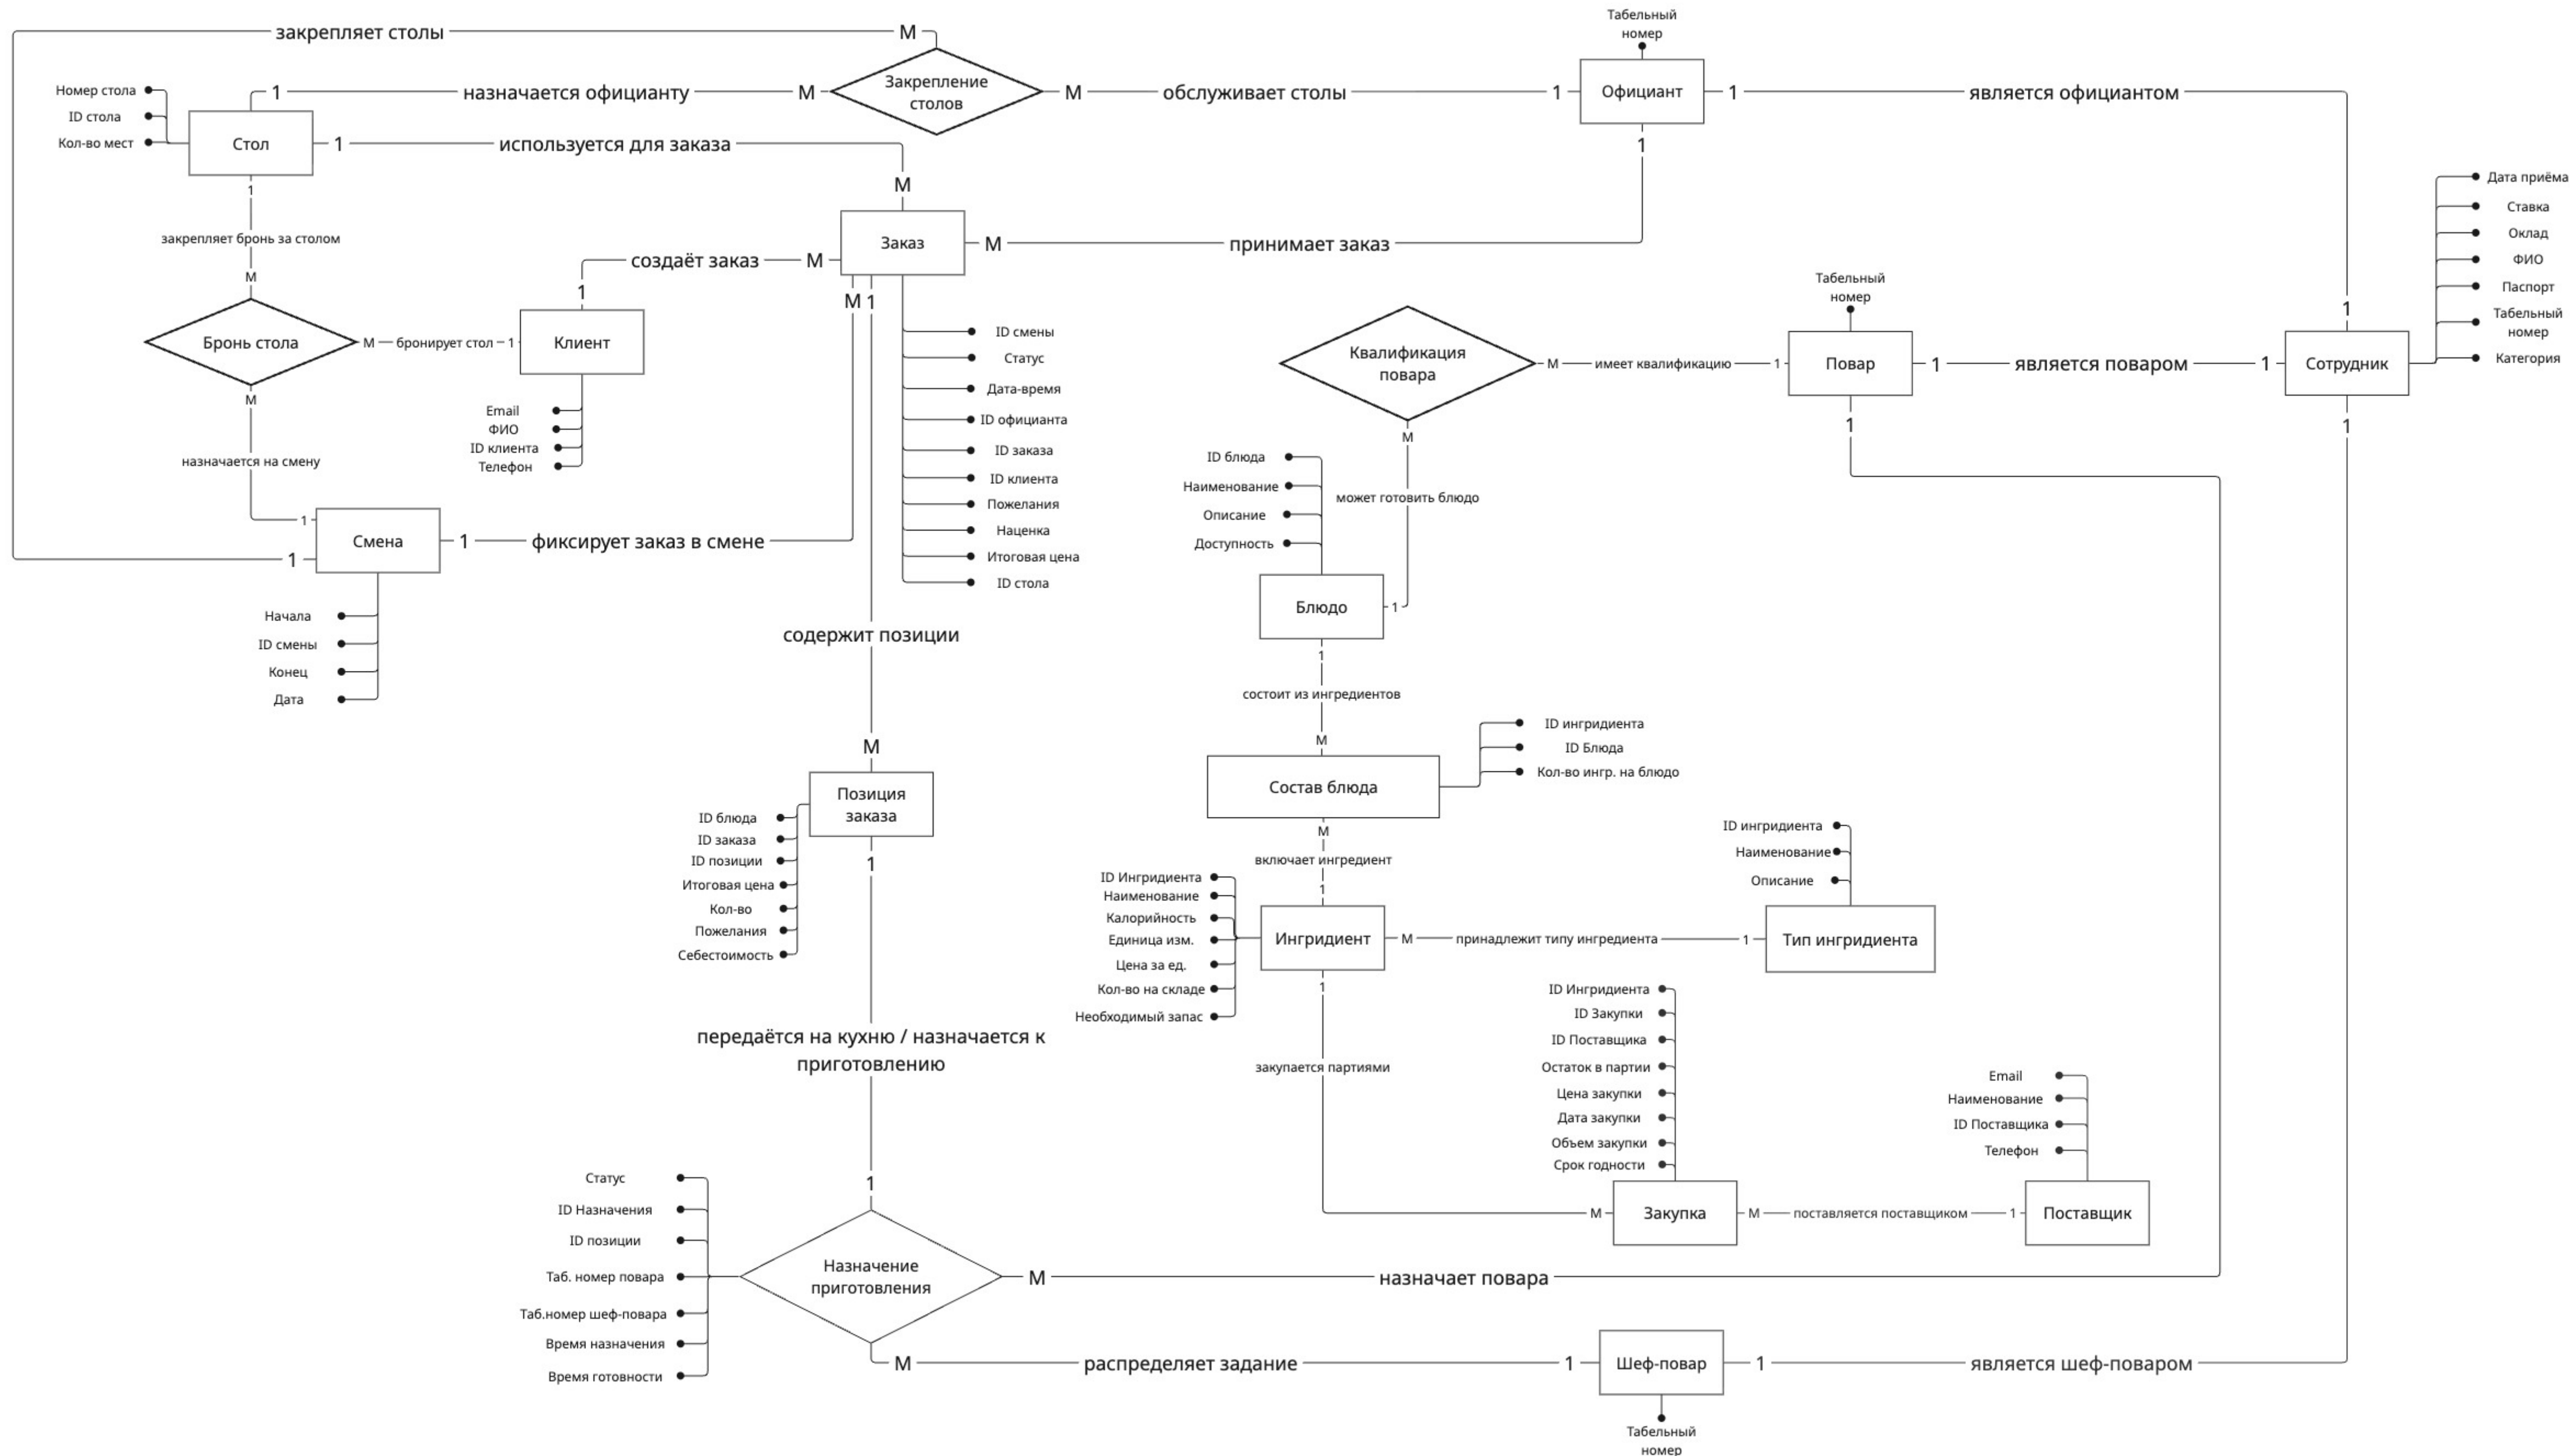 закрепляет столы
М
Закрепление
столов
Табельный
номер
Номер стола
ID стола
Кол-во мест
1
назначается официанту
М
М
обслуживает столы
1
Официант
1
является официантом
Стол
1
используется для заказа
М
1
1
закрепляет бронь за столом
М
Заказ
М
принимает заказ
создаёт заказ
М
1
М
1
Дата приёма
Ставка
Оклад
ФИО
Паспорт
Табельный
номер
Категория
Табельный
номер
1
Бронь стола
М
бронирует стол
1
Клиент
Квалификация
повара
М
имеет квалификацию
1
Повар
1
является поваром
1
Сотрудник
ID смены
Статус
Дата-время
ID официанта
ID заказа
ID клиента
Пожелания
Наценка
Итоговая цена
ID стола
М
Email
ФИО
ID клиента
Телефон
назначается на смену
М
1
1
ID блюда
Наименование
Описание
Доступность
может готовить блюдо
1
Смена
1
фиксирует заказ в смене
1
Начала
ID смены
Конец
Дата
Блюдо
1
1
содержит позиции
М
состоит из ингредиентов
М
ID ингридиента
ID Блюда
Кол-во ингр. на блюдо
Состав блюда
Позиция
заказа
ID блюда
ID заказа
ID позиции
Итоговая цена
Кол-во
Пожелания
Себестоимость
1
М
включает ингредиент
1
ID ингридиента
Наименование
Описание
ID Ингридиента
Наименование
Калорийность
Единица изм.
Цена за ед.
Кол-во на складе
Необходимый запас
Ингридиент
М
принадлежит типу ингредиента
1
Тип ингридиента
1
передаётся на кухню / назначается к
приготовлению
закупается партиями
ID Ингридиента
ID Закупки
ID Поставщика
Остаток в партии
Цена закупки
Дата закупки
Объем закупки
Срок годности
Email
Наименование
ID Поставщика
Телефон
1
М
Закупка
М
поставляется поставщиком
1
Поставщик
Статус
ID Назначения
ID позиции
Таб. номер повара
Таб.номер шеф-повара
Время назначения
Время готовности
Назначение
приготовления
М
назначает повара
М
распределяет задание
1
Шеф-повар
1
является шеф-поваром
Табельный
номер